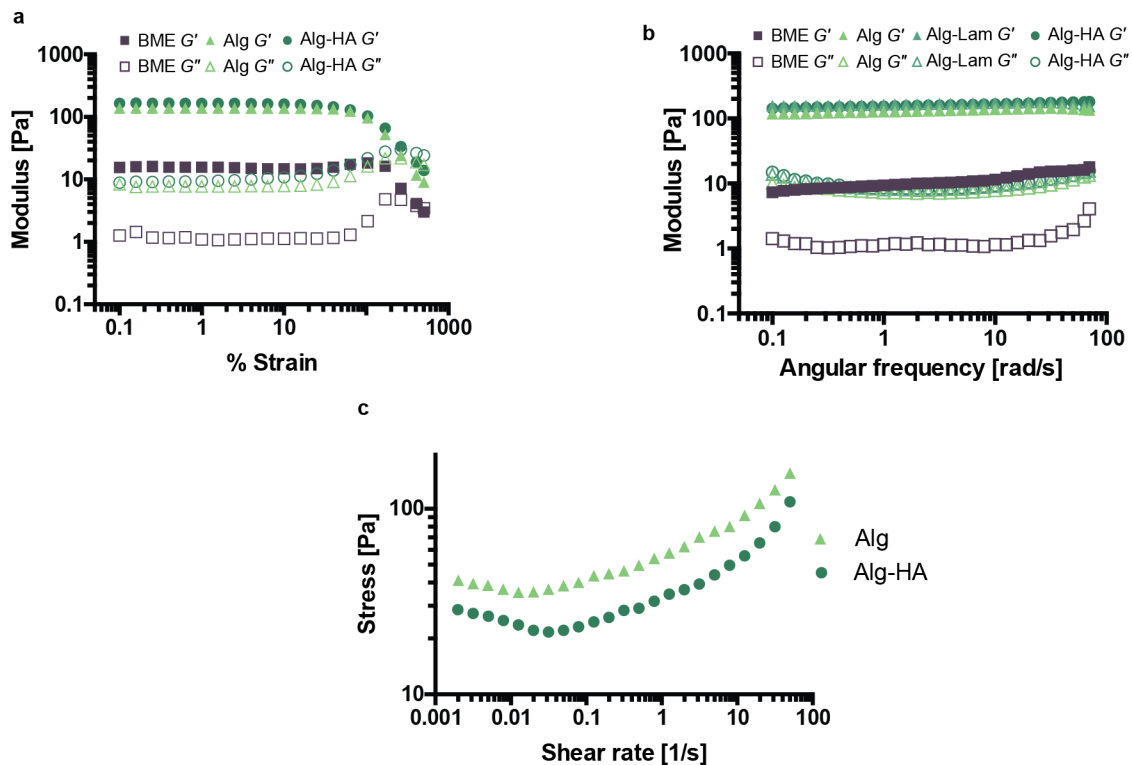 a
BME G′ Alg G′ Alg-HA G′
BME G″ Alg G″ Alg-HA G″
Modulus [Pa]
1000
100
10
1
0.1
0.1 1 10 1000
% Strain
b
BME G′ Alg G′ Alg-Lam G′ Alg-HA G′
BME G″ Alg G″ Alg-Lam G″ Alg-HA G″
Modulus [Pa]
1000
100
10
1
0.1
0.1 1 10 100
Angular frequency [rad/s]
c
Stress [Pa]
100
10
0.001 0.01 0.1 1 10 100
Shear rate [1/s]
Alg
Alg-HA